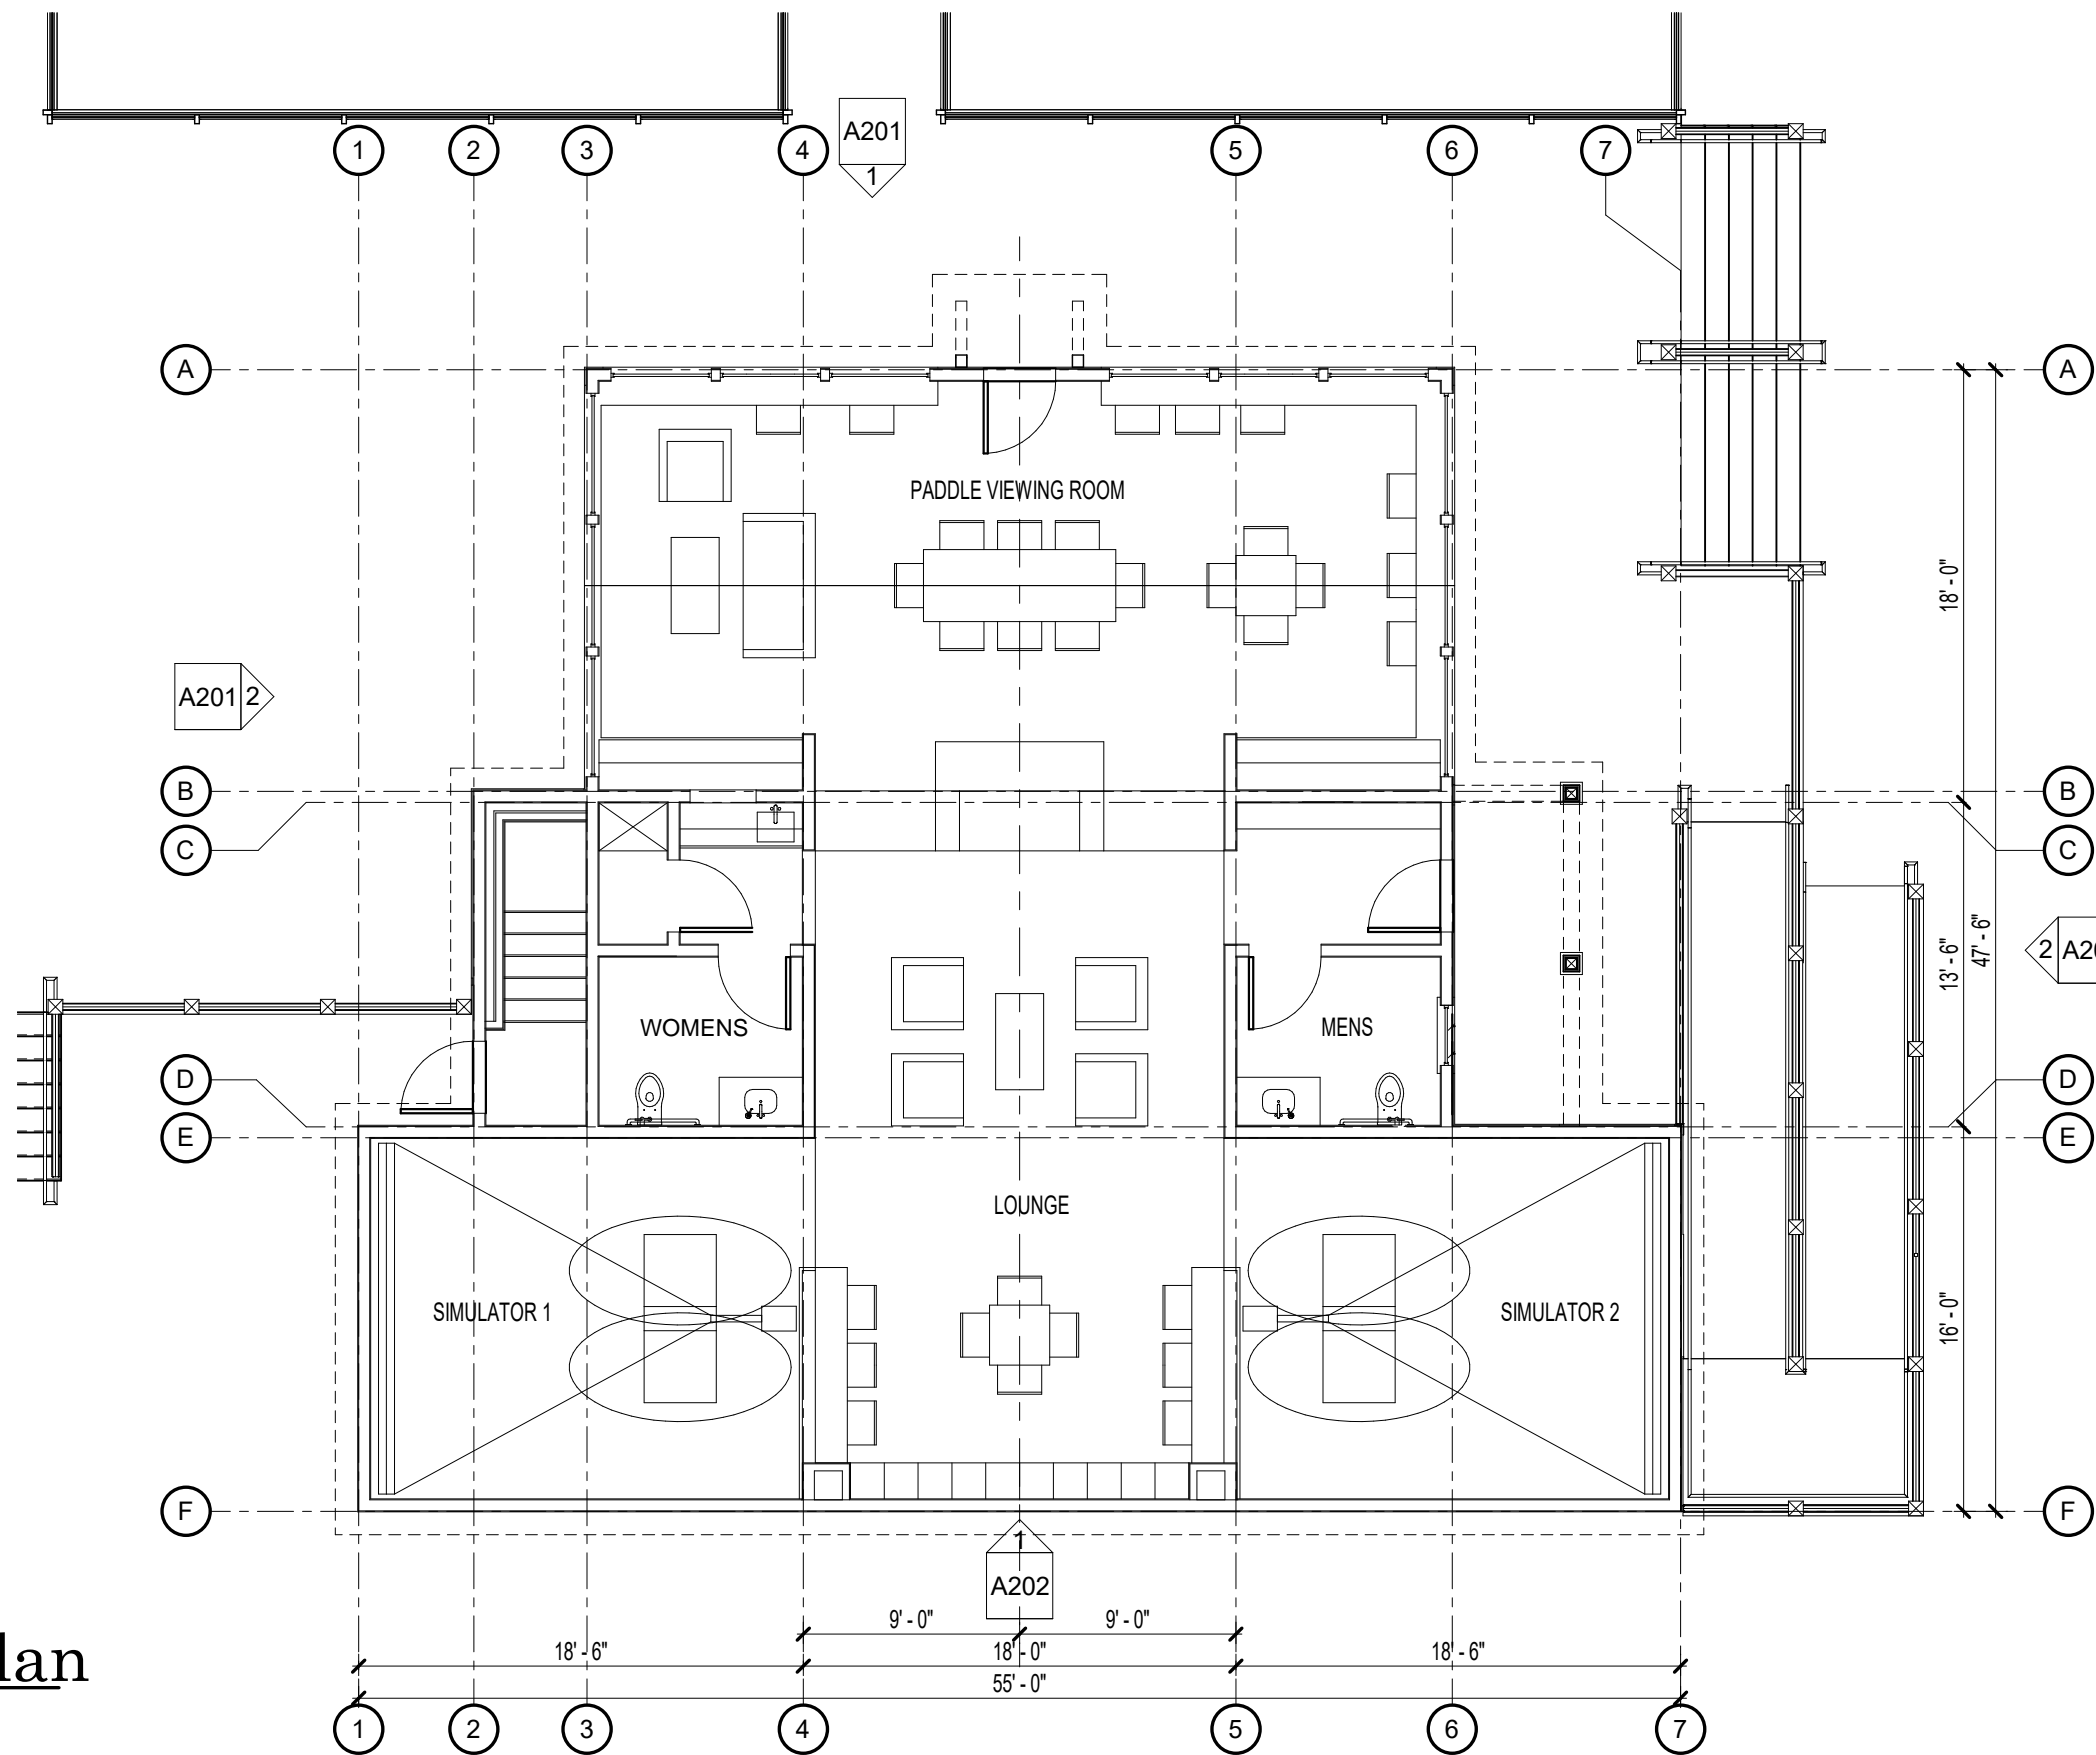 1 2 3 4 5 6 7
A201
1
A A
PADDLE VIEWING ROOM
18' - 0"
A201 2
B B
C C
13' - 6"
47' - 6"
2
WOMENS MENS
D D
E E
LOUNGE
SIMULATOR 1 SIMULATOR 2
16' - 0"
F F
1
A202
9' - 0" 9' - 0"
18' - 6" 18' - 0" 18' - 6"
55' - 0"
1 2 3 4 5 6 7